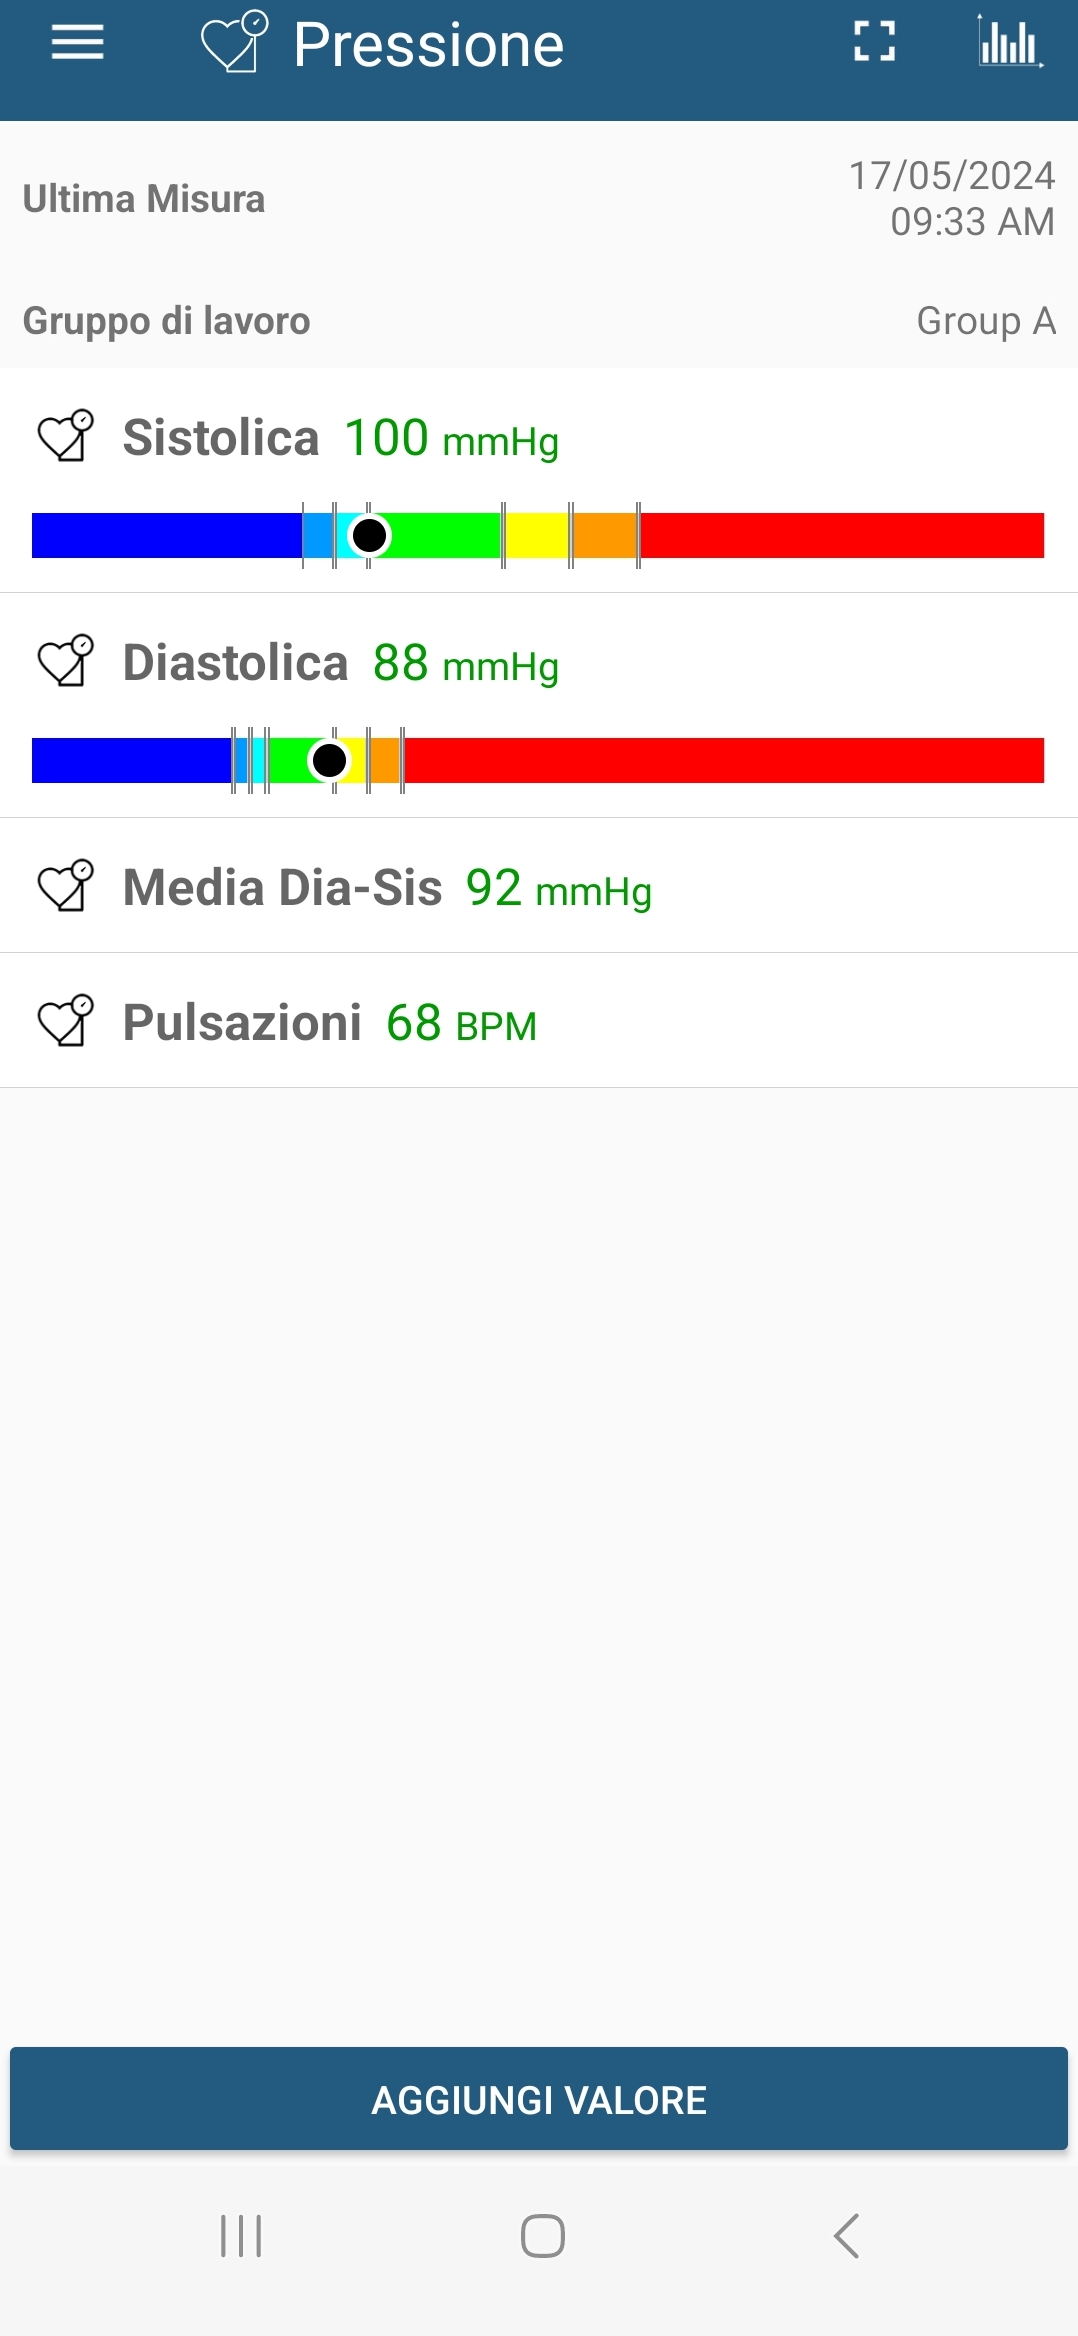 Pressione
Ultima Misura
17/05/2024
09:33 AM
Gruppo di lavoro
Group A
Sistolica 100 mmHg
Diastolica 88 mmHg
Media Dia-Sis 92 mmHg
Pulsazioni 68 BPM
AGGIUNGI VALORE